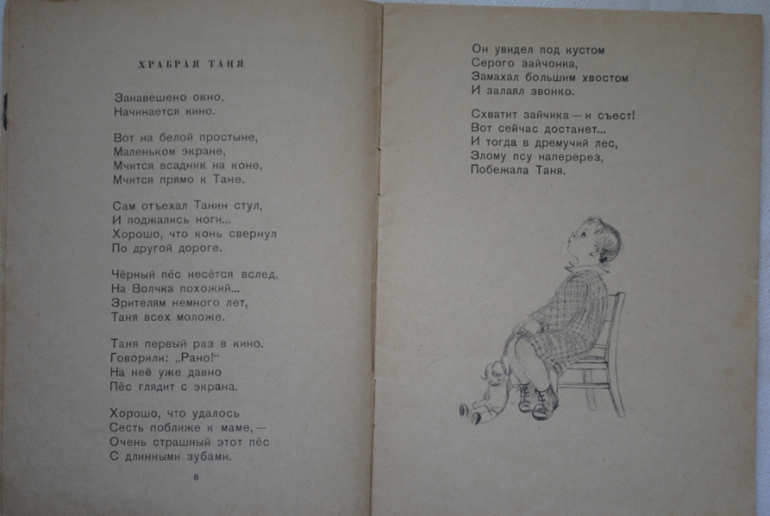 ХРАБРАЯ ТАНЯ
Занавешено окно,
Начинается кино.
Вот на белой простыне,
Маленьком экране,
Мчится всадник на коне,
Мчится прямо к Тане.
Сам отъехал Танин стул,
И поджались ноги...
Хорошо, что конь свернул
По другой дороге.
Чёрный пёс несётся вслед,
На Волчка похожий...
Зрителям немного лет,
Таня всех моложе.
Таня первый раз в кино.
Говорили: „Рано!“
На неё уже давно
Пёс глядит с экрана.
Хорошо, что удалось
Сесть поближе к маме, —
Очень страшный этот пёс
С длинными зубами.
8
Он увидел под кустом
Серого зайчонка,
Замахал большим хвостом
И залаял звонко.
Схватит зайчика — и съест!
Вот сейчас достанет...
И тогда в дремучий лес,
Злому псу наперерез,
Побежала Таня.